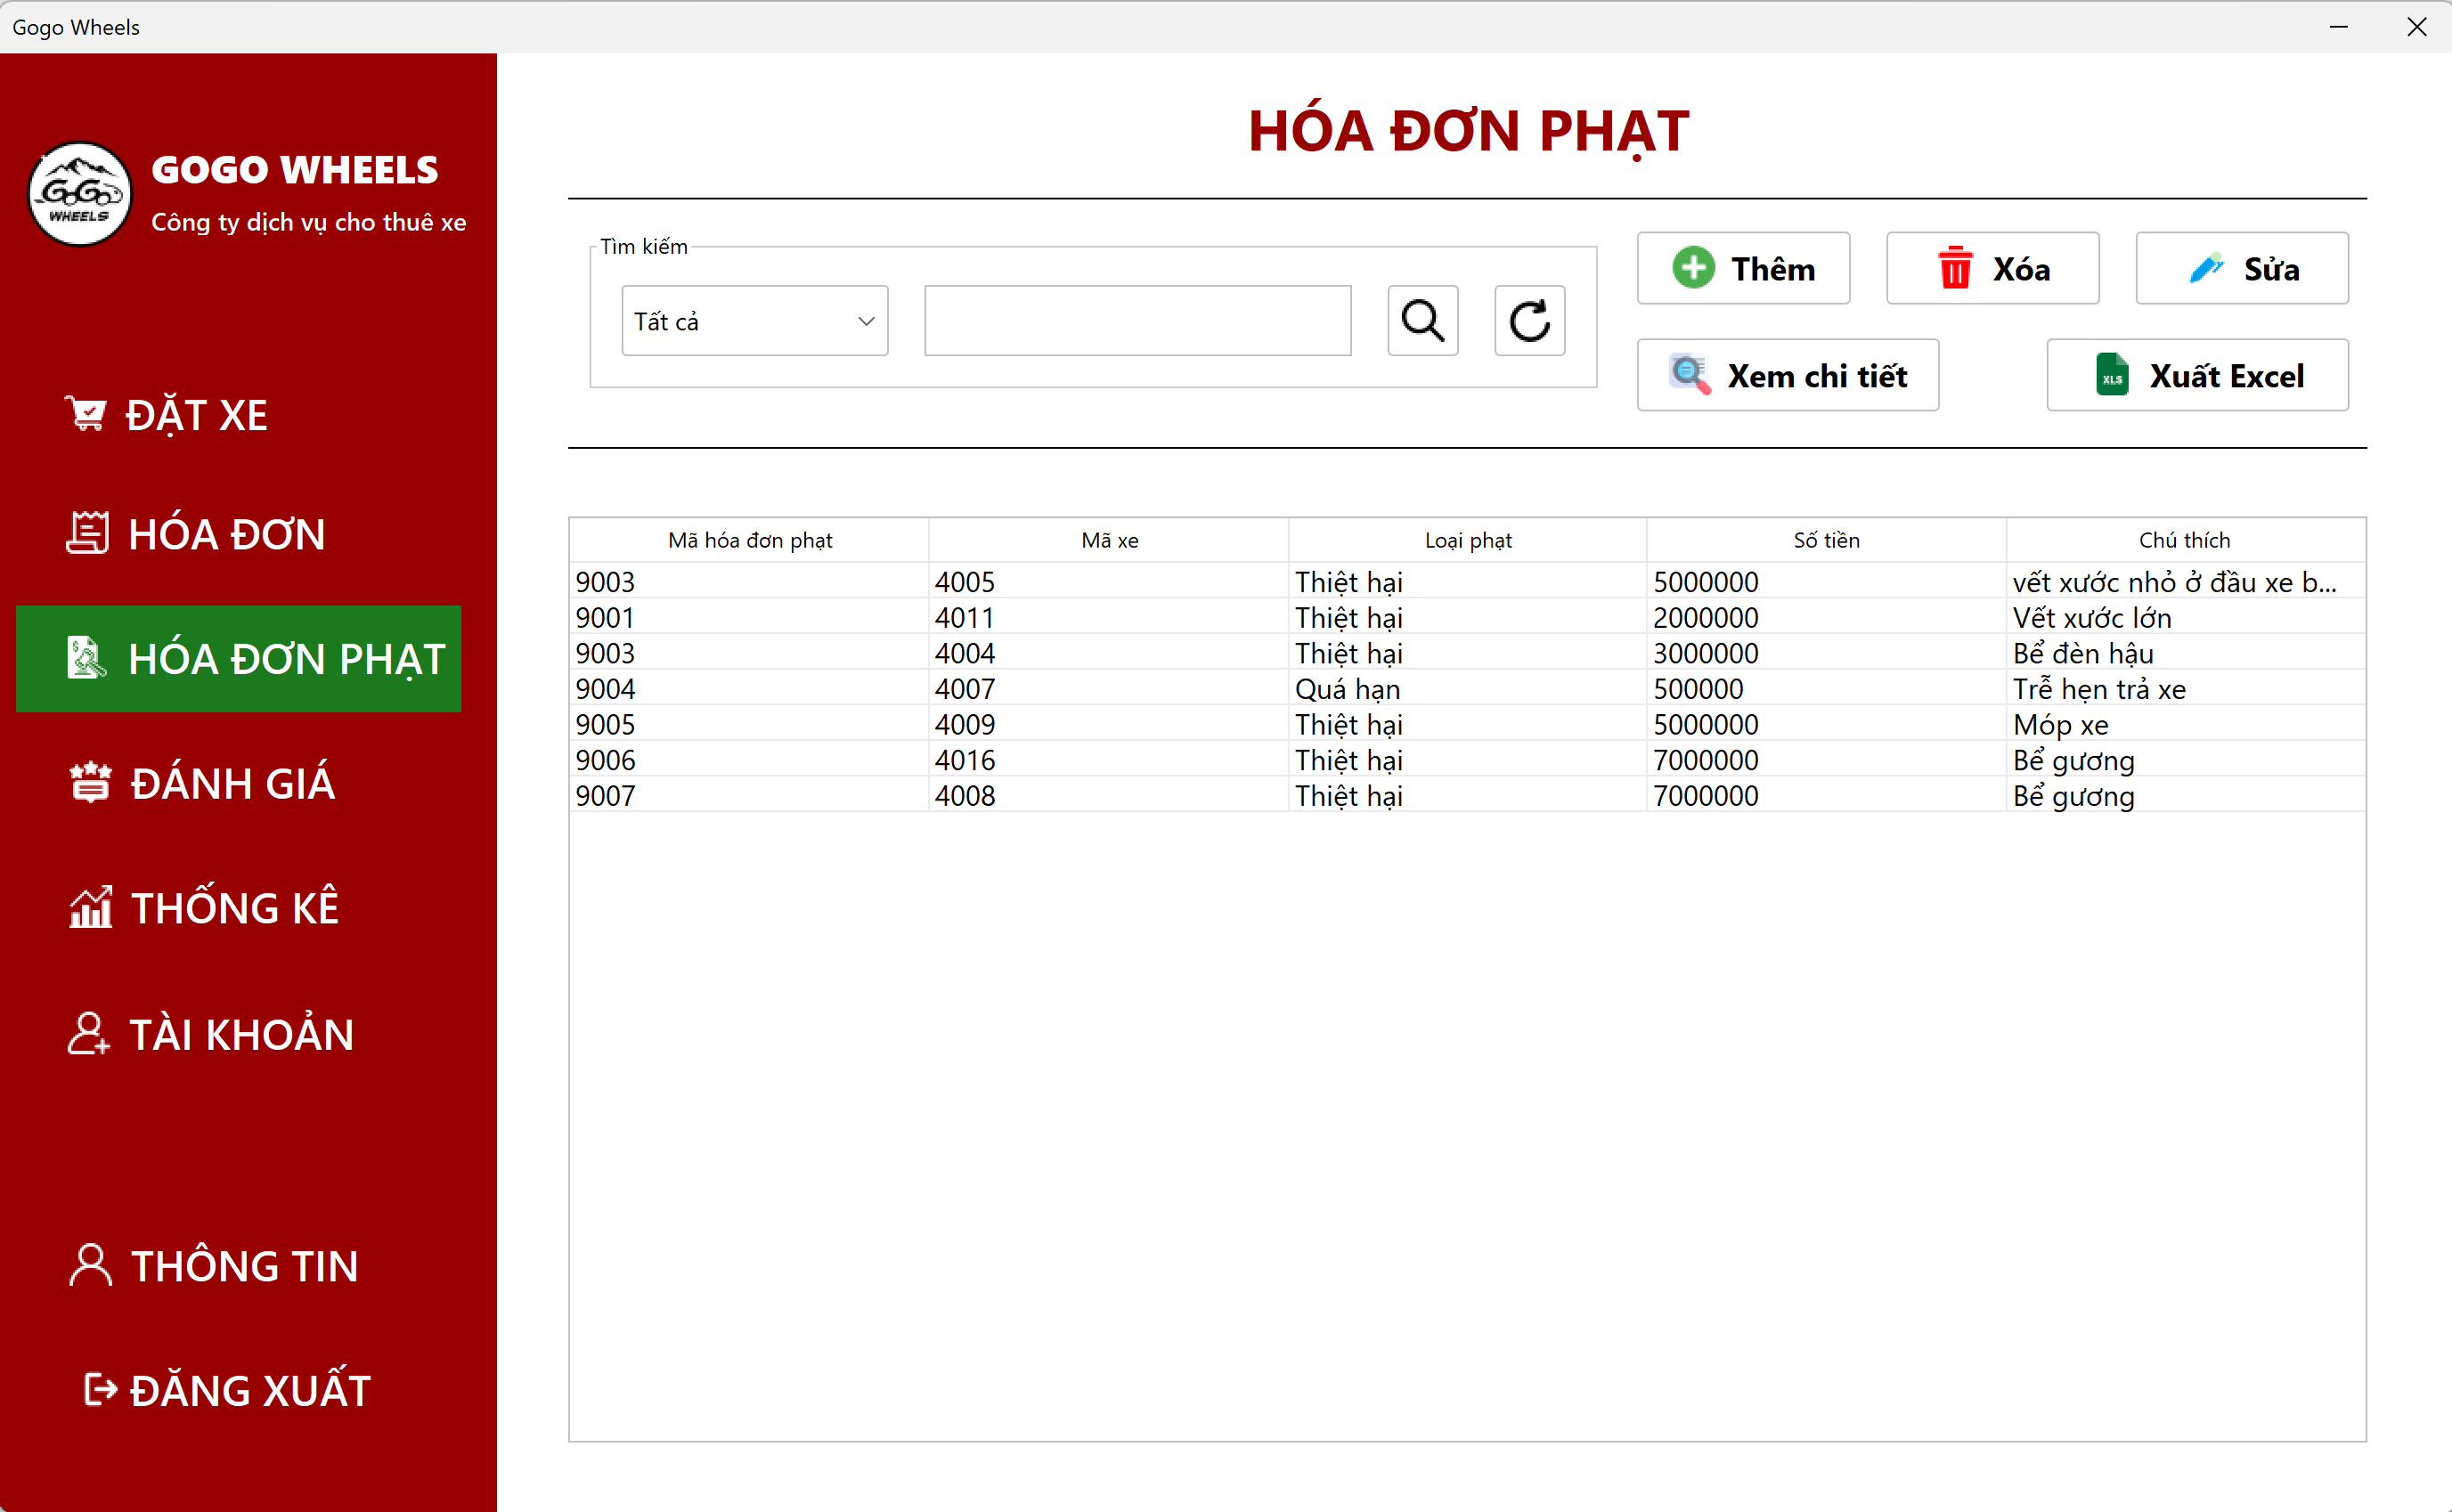 Gogo Wheels
GOGO WHEELS
Công ty dịch vụ cho thuê xe
GoGo
WHEELS
ĐẶT XE
HÓA ĐƠN
HÓA ĐƠN PHẠT
ĐÁNH GIÁ
THỐNG KÊ
TÀI KHOẢN
THÔNG TIN
ĐĂNG XUẤT
HÓA ĐƠN PHẠT
Tìm kiếm
Tất cả
Thêm Xóa Sửa
Xem chi tiết XLS Xuất Excel
Mã hóa đơn phạt Mã xe Loại phạt Số tiền Chú thích
9003 4005 Thiệt hại 5000000 vết xước nhỏ ở đầu xe b...
9001 4011 Thiệt hại 2000000 Vết xước lớn
9003 4004 Thiệt hại 3000000 Bể đèn hậu
9004 4007 Quá hạn 500000 Trễ hẹn trả xe
9005 4009 Thiệt hại 5000000 Móp xe
9006 4016 Thiệt hại 7000000 Bể gương
9007 4008 Thiệt hại 7000000 Bể gương